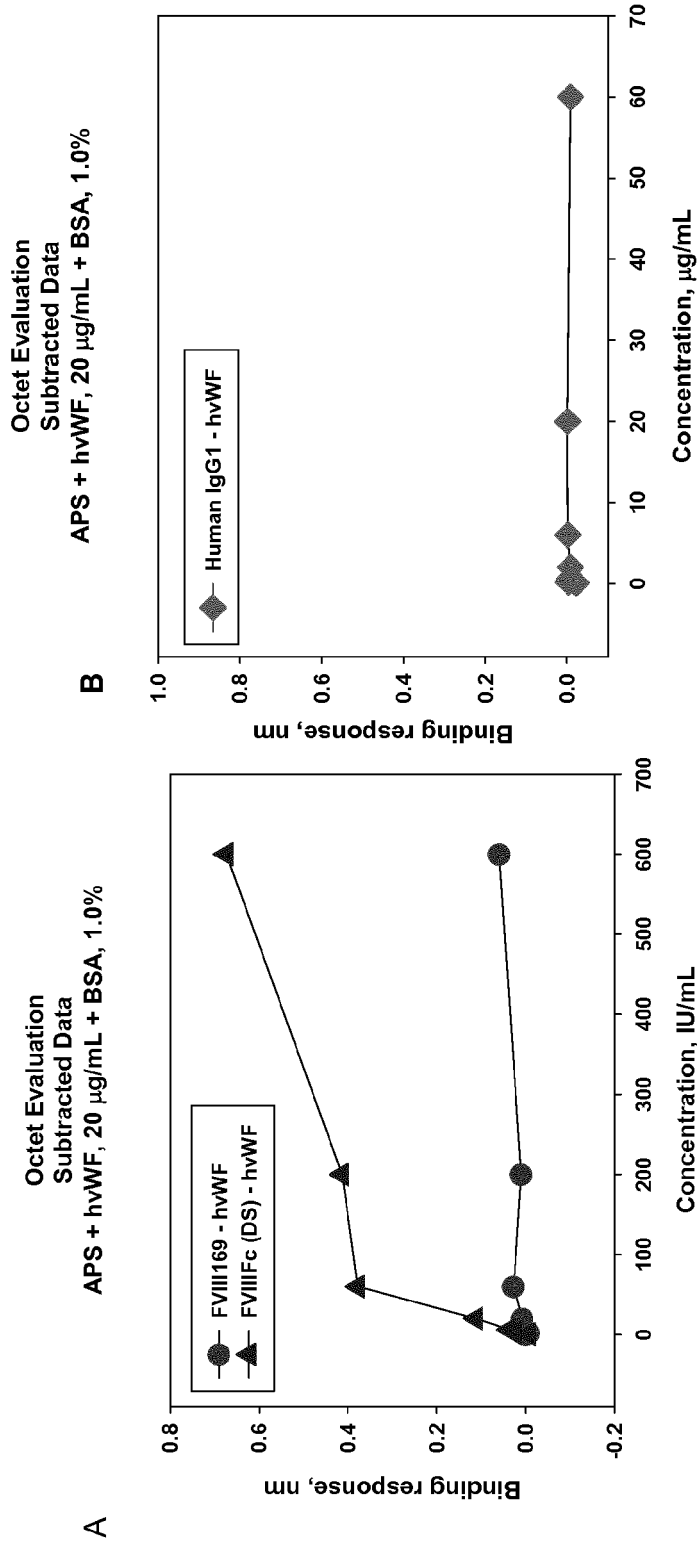 A
Octet Evaluation
Subtracted Data
APS + hvWF, 20 µg/mL + BSA, 1.0%
FVIII169 - hvWF
FVIIIFc (DS) - hvWF
Binding response, nm
0.8
0.6
0.4
0.2
0.0
-0.2
0
100
200
300
400
500
600
700
Concentration, IU/mL
B
Octet Evaluation
Subtracted Data
APS + hvWF, 20 µg/mL + BSA, 1.0%
Human IgG1 - hvWF
Binding response, nm
1.0
0.8
0.6
0.4
0.2
0.0
0
10
20
30
40
50
60
70
Concentration, µg/mL